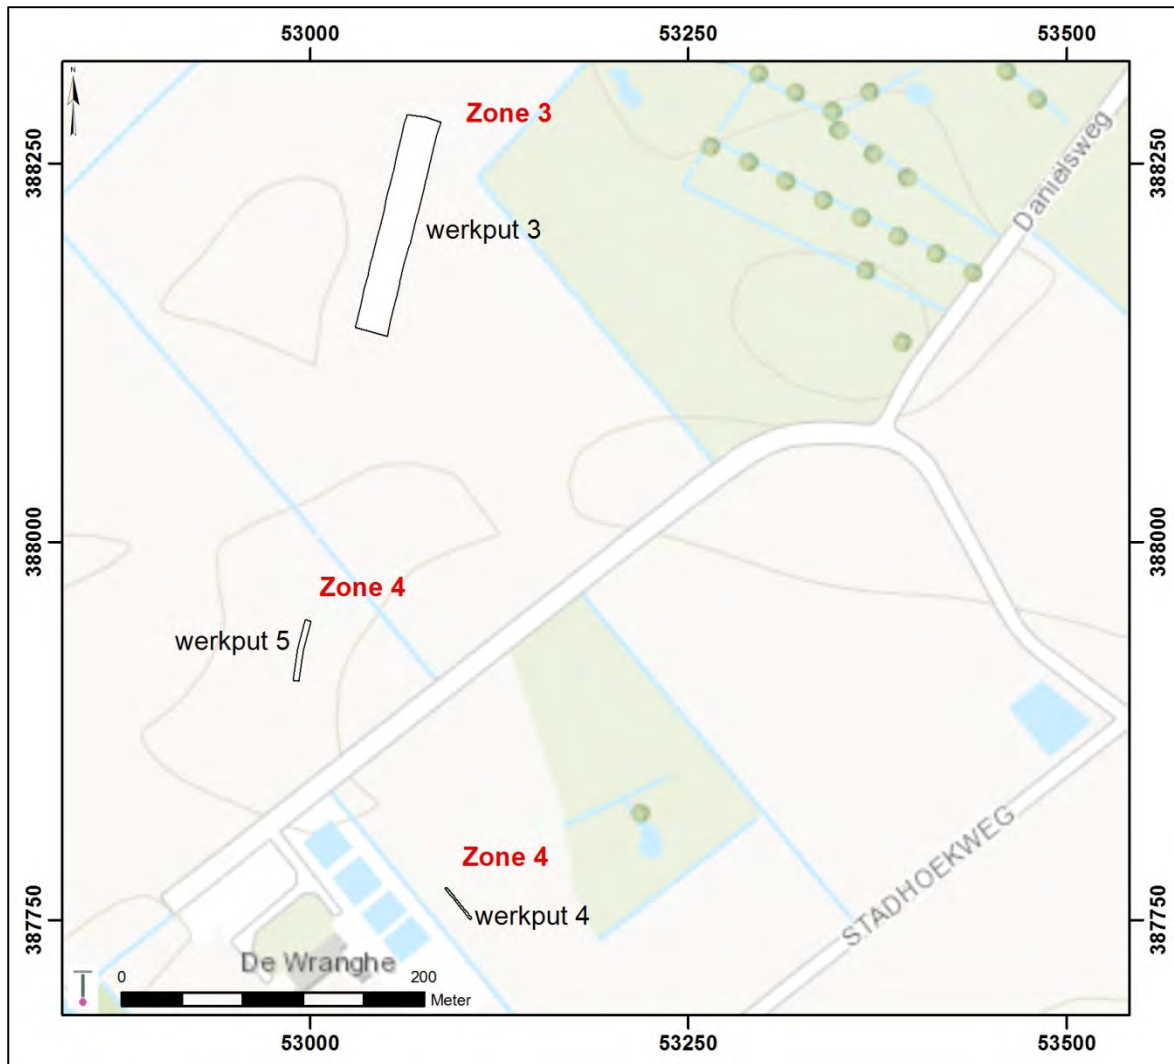 53000 53250 53500
N
Zone 3
Danielsweg
388250 388250
werkput 3
388000 388000
Zone 4
werkput 5
STADHOEKWEG
Zone 4
387750 387750
werkput 4
De Wranghe
0 200
Meter
53000 53250 53500